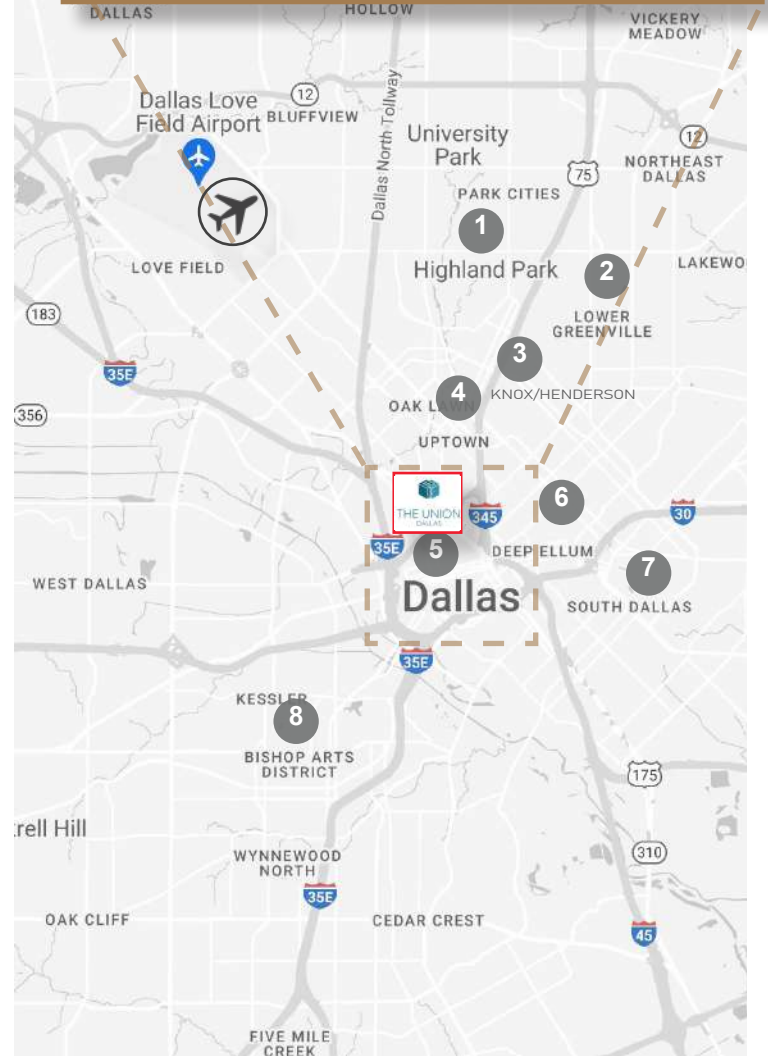 DALLAS
HOLLOW
VICKERY
MEADOW
Dallas Love
Field Airport
12
BLUFFVIEW
Dallas North Tollway
University
Park
12
NORTHEAST
DALLAS
75
PARK CITIES
1
Highland Park
2
LAKEWO
LOVE FIELD
183
LOWER
GREENVILLE
3
35E
4
KNOX/HENDERSON
OAK LAWN
356
UPTOWN
THE UNION
DALLAS
345
6
30
35E
5
DEEP ELLUM
7
WEST DALLAS
Dallas
SOUTH DALLAS
35E
KESSLER
8
BISHOP ARTS
DISTRICT
175
rell Hill
310
WYNNEWOOD
NORTH
35E
OAK CLIFF
CEDAR CREST
45
FIVE MILE
CREEK